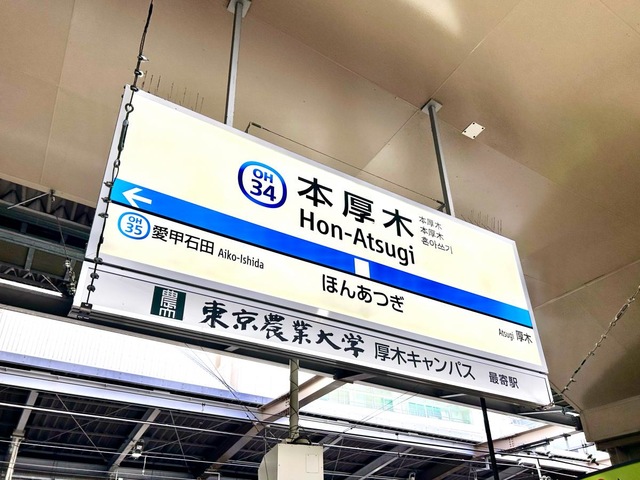 OH
34
本厚木
Hon-Atsugi
本厚木
本厚木
혼아쓰기
OH
35
愛甲石田 Aiko-Ishida
ほんあつぎ
Atsugi 厚木
東京農業大学 厚木キャンパス 最寄駅